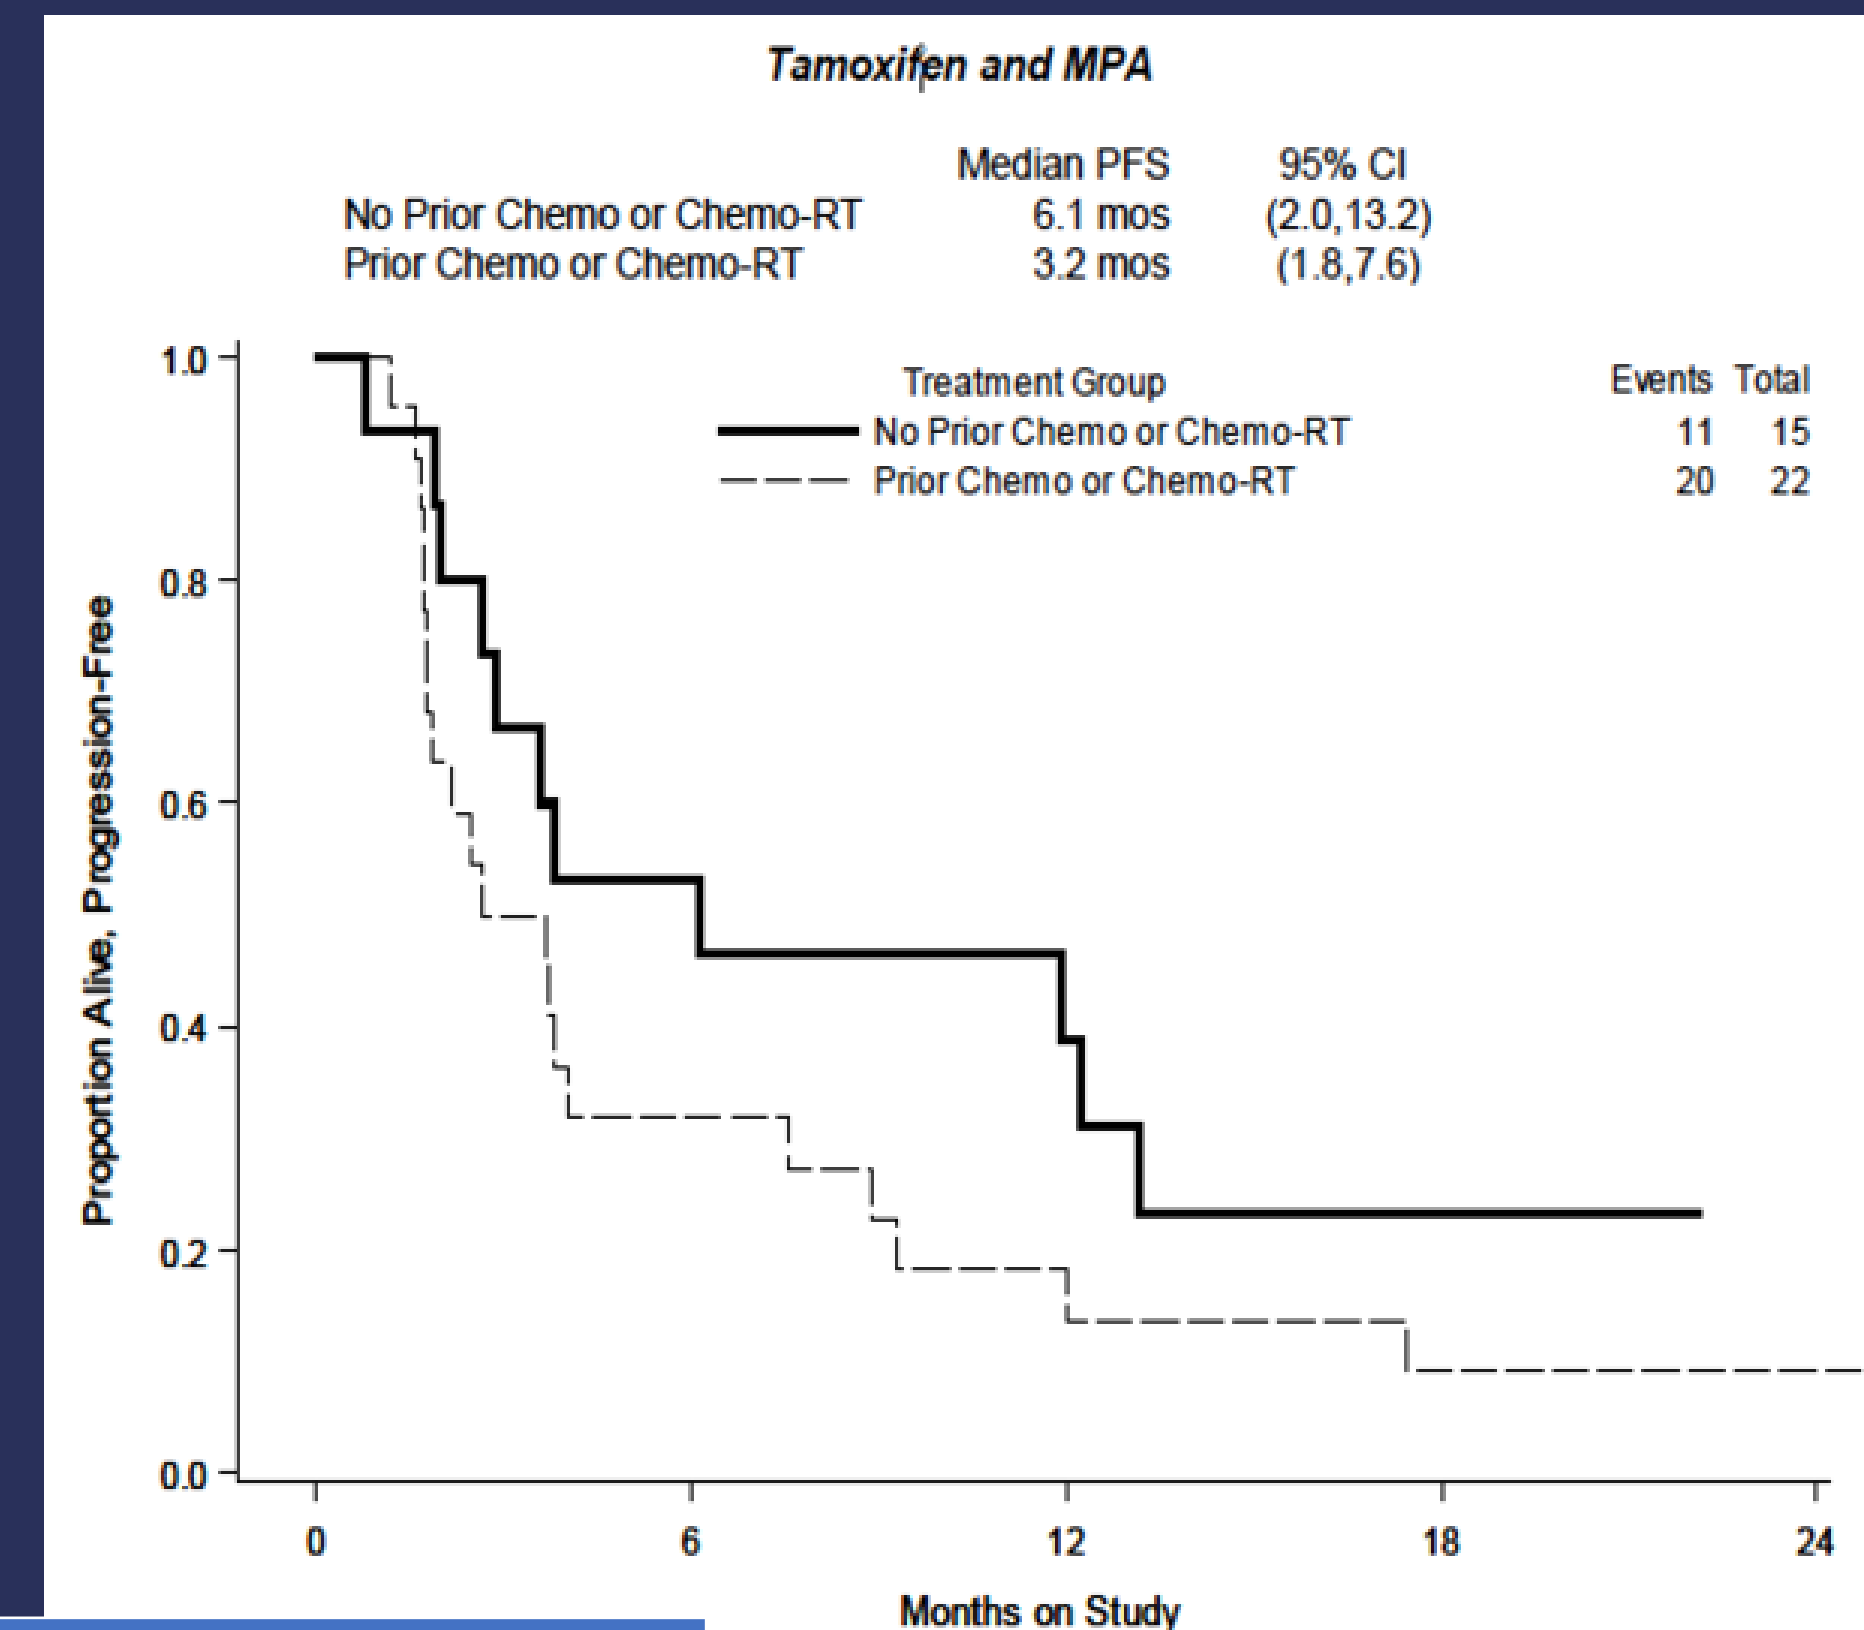 Tamoxifen and MPA
Median PFS 95% CI
No Prior Chemo or Chemo-RT 6.1 mos (2.0,13.2)
Prior Chemo or Chemo-RT 3.2 mos (1.8,7.6)
Treatment Group Events Total
No Prior Chemo or Chemo-RT 11 15
Prior Chemo or Chemo-RT 20 22
1.0
0.8
0.6
0.4
0.2
0.0
Proportion Alive, Progression-Free
0 6 12 18 24
Months on Study